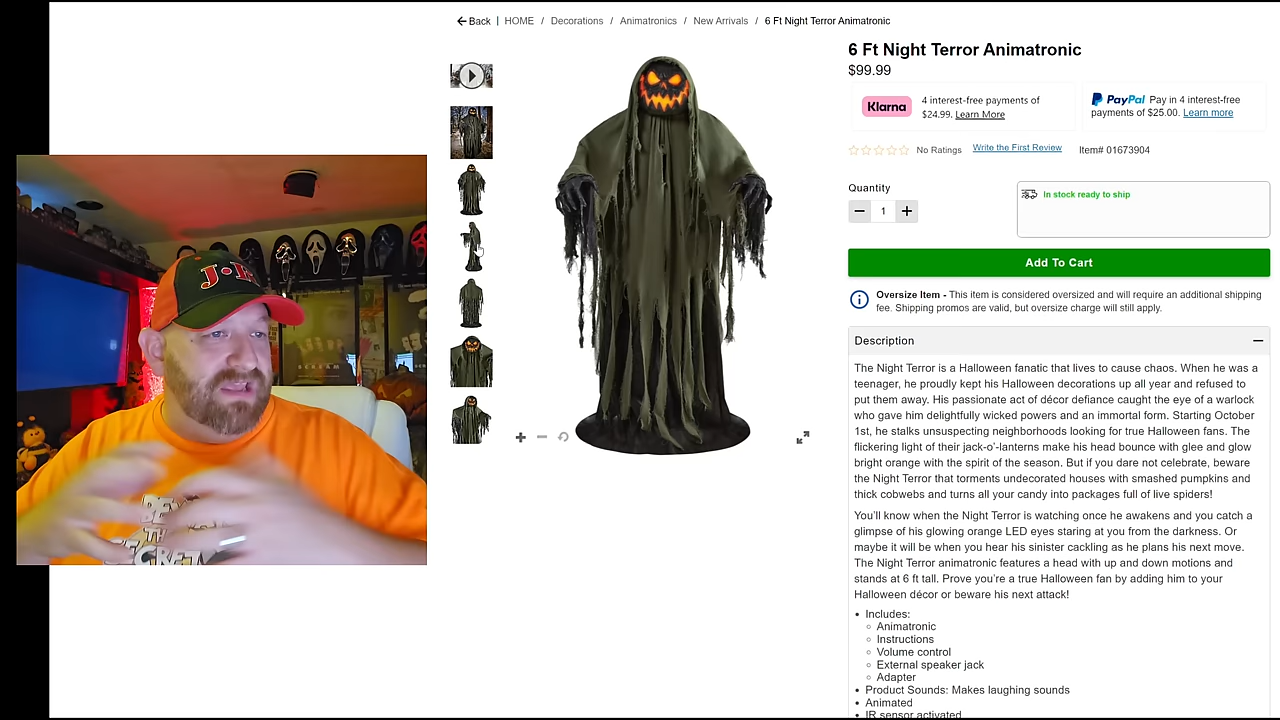 Back | HOME / Decorations / Animatronics / New Arrivals / 6 Ft Night Terror Animatronic
6 Ft Night Terror Animatronic
$99.99
Klarna
4 interest-free payments of
$24.99. Learn More
PayPal Pay in 4 interest-free
payments of $25.00. Learn more
No Ratings
Write the First Review
Item# 01673904
Quantity
1
In stock ready to ship
Add To Cart
Oversize Item - This item is considered oversized and will require an additional shipping
fee. Shipping promos are valid, but oversize charge will still apply.
Description
The Night Terror is a Halloween fanatic that lives to cause chaos. When he was a
teenager, he proudly kept his Halloween decorations up all year and refused to
put them away. His passionate act of décor defiance caught the eye of a warlock
who gave him delightfully wicked powers and an immortal form. Starting October
1st, he stalks unsuspecting neighborhoods looking for true Halloween fans. The
flickering light of their jack-o'-lanterns make his head bounce with glee and glow
bright orange with the spirit of the season. But if you dare not celebrate, beware
the Night Terror that torments undecorated houses with smashed pumpkins and
thick cobwebs and turns all your candy into packages full of live spiders!
You'll know when the Night Terror is watching once he awakens and you catch a
glimpse of his glowing orange LED eyes staring at you from the darkness. Or
maybe it will be when you hear his sinister cackling as he plans his next move.
The Night Terror animatronic features a head with up and down motions and
stands at 6 ft tall. Prove you're a true Halloween fan by adding him to your
Halloween décor or beware his next attack!
Includes:
Animatronic
Instructions
Volume control
External speaker jack
Adapter
Product Sounds: Makes laughing sounds
Animated
IR sensor activated
SCREAM